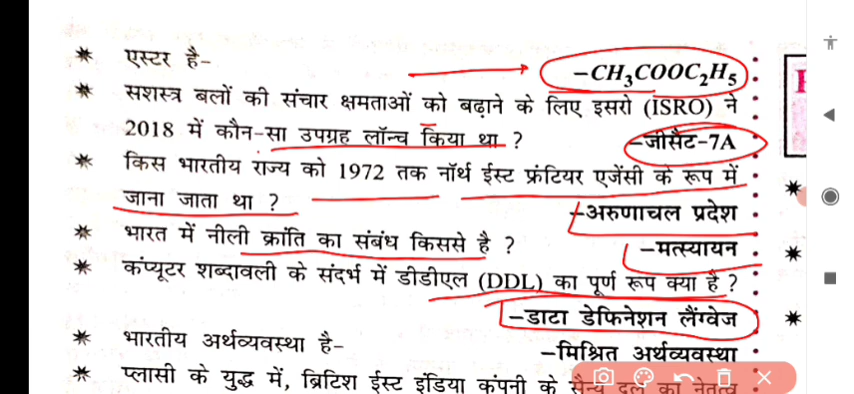 * एस्टर है-
–CH₃COOC₂H₅
* सशस्त्र बलों की संचार क्षमताओं को बढ़ाने के लिए इसरो (ISRO) ने
2018 में कौन-सा उपग्रह लॉन्च किया था ? –जीसैट-7A
* किस भारतीय राज्य को 1972 तक नॉर्थ ईस्ट फ्रंटियर एजेंसी के रूप में
जाना जाता था ?
–अरुणाचल प्रदेश
* भारत में नीली क्रांति का संबंध किससे है ?
–मत्स्यायन
* कंप्यूटर शब्दावली के संदर्भ में डीडीएल (DDL) का पूर्ण रूप क्या है ?
–डाटा डेफिनेशन लैंग्वेज
* भारतीय अर्थव्यवस्था है-
–मिश्रित अर्थव्यवस्था
* प्लासी के युद्ध में, ब्रिटिश ईस्ट इंडिया कंपनी के सैन्य दल का नेतृत्व